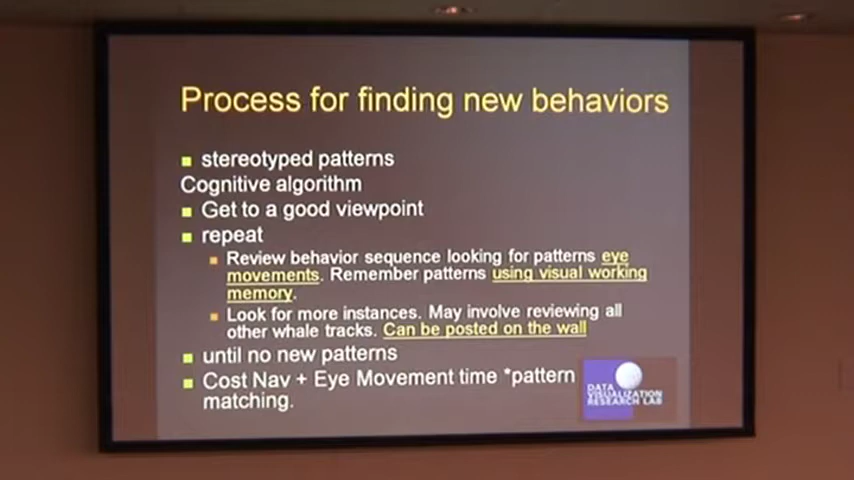 Process for finding new behaviors
stereotyped patterns
Cognitive algorithm
Get to a good viewpoint
repeat
Review behavior sequence looking for patterns eye
movements. Remember patterns using visual working
memory.
Look for more instances. May involve reviewing all
other whale tracks. Can be posted on the wall
until no new patterns
Cost Nav + Eye Movement time *pattern
matching.
DATA
VISUALIZATION
RESEARCH LAB